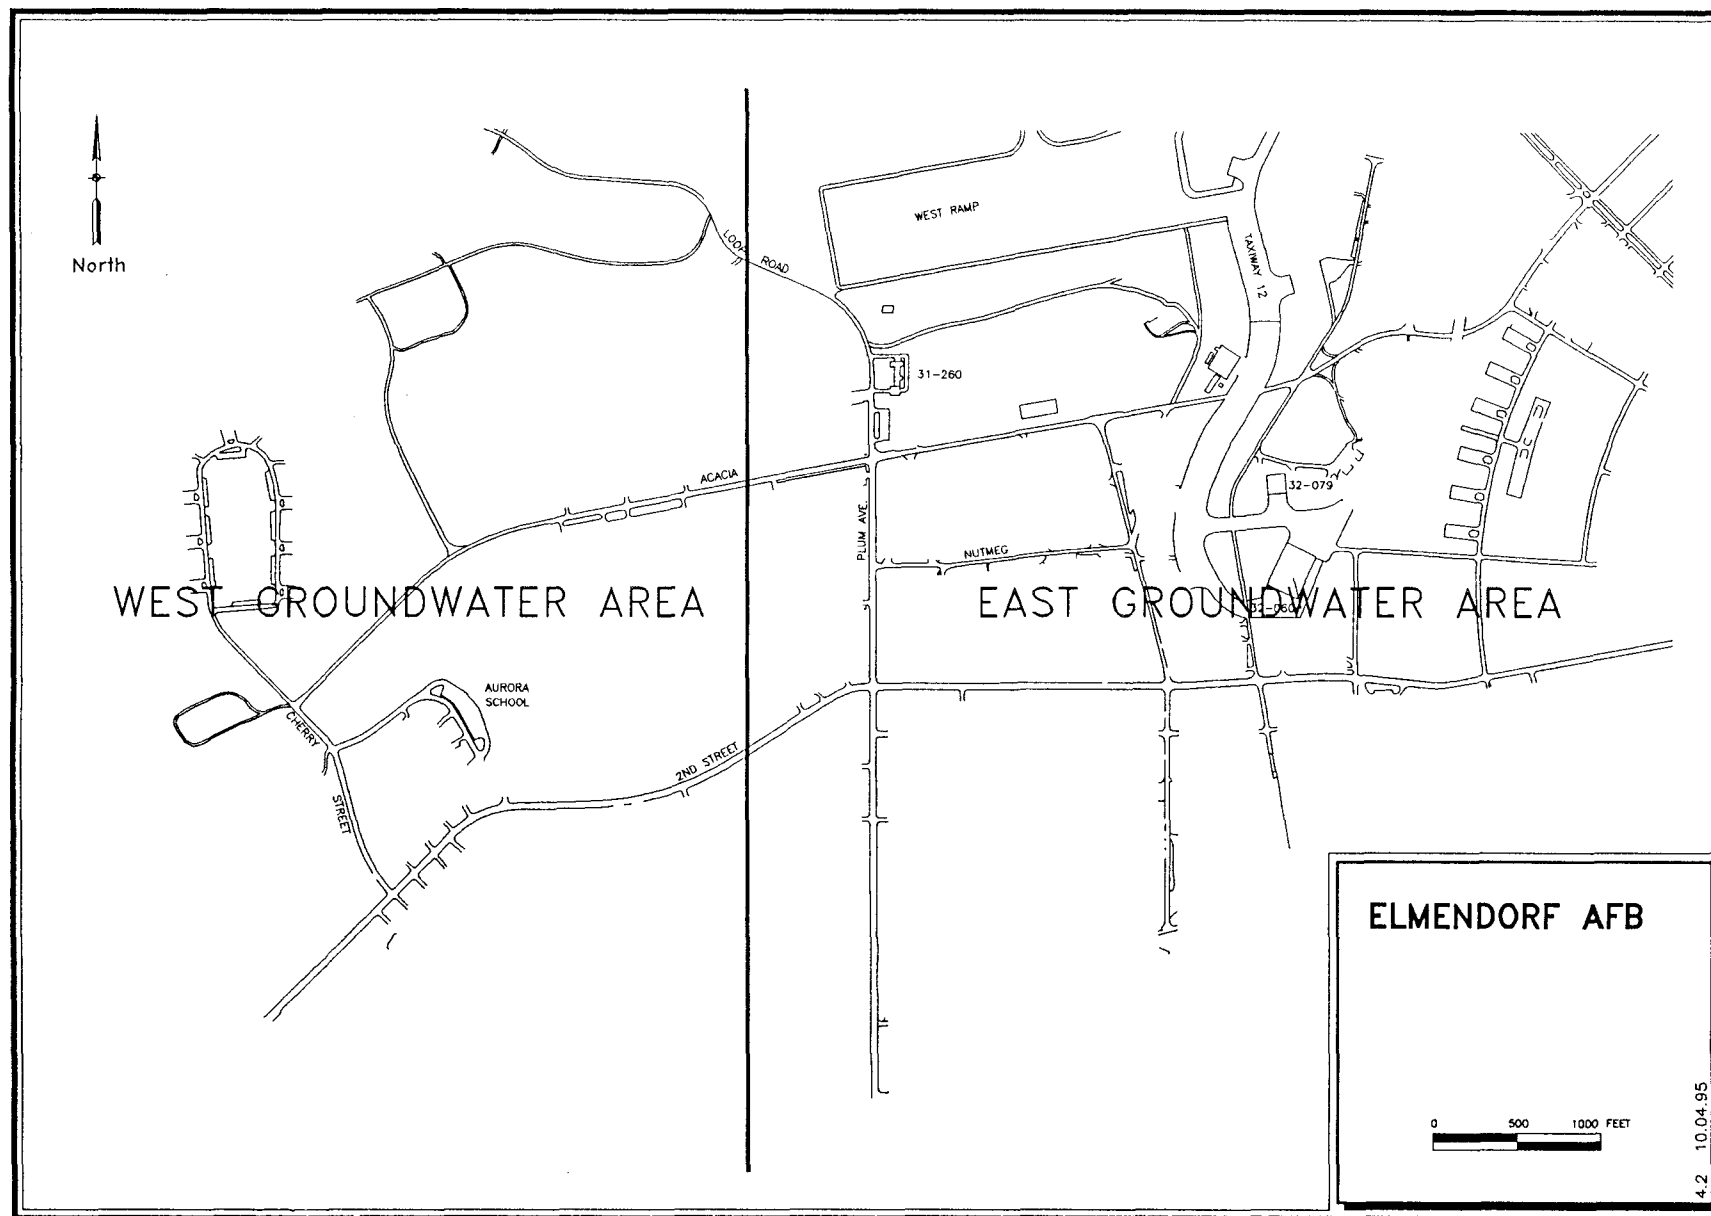 North
WEST RAMP
LOOP ROAD
TAXIWAY 12
31-260
ACACIA
32-079
PLUM AVE.
NUTMEG
WEST GROUNDWATER AREA
EAST GROUNDWATER AREA
32-060
AURORA
SCHOOL
CHERRY
STREET
2ND STREET
ELMENDORF AFB
0 500 1000 FEET
4.2 10.04.95